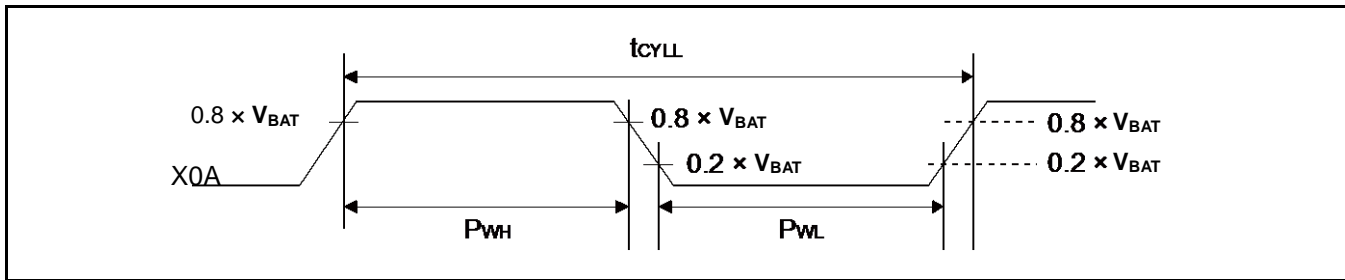 tCYLL
0.8 × VBAT
0.8 × VBAT
0.8 × VBAT
0.2 × VBAT
0.2 × VBAT
X0A
PWH
PWL